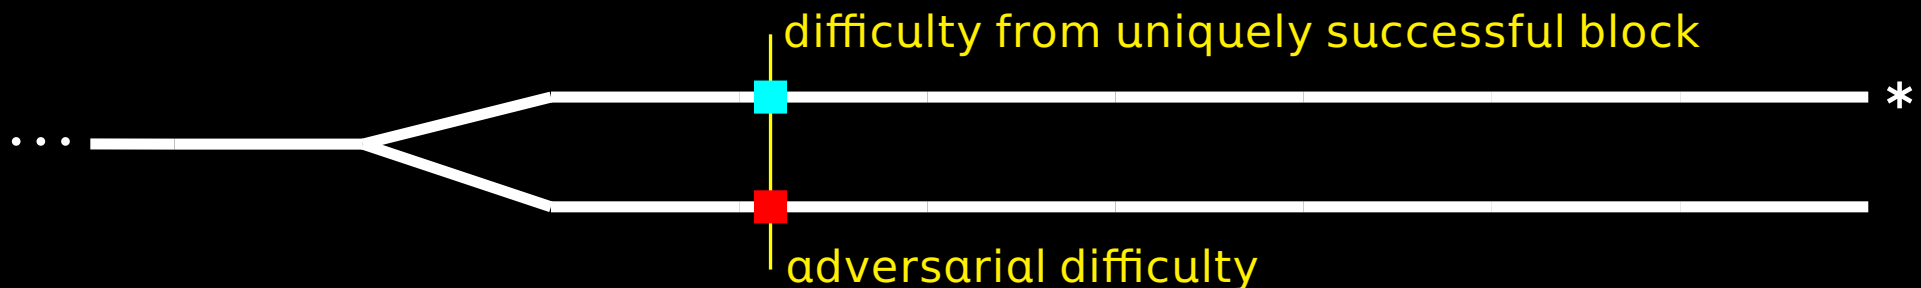 difficulty from uniquely successful block
... *
adversarial difficulty